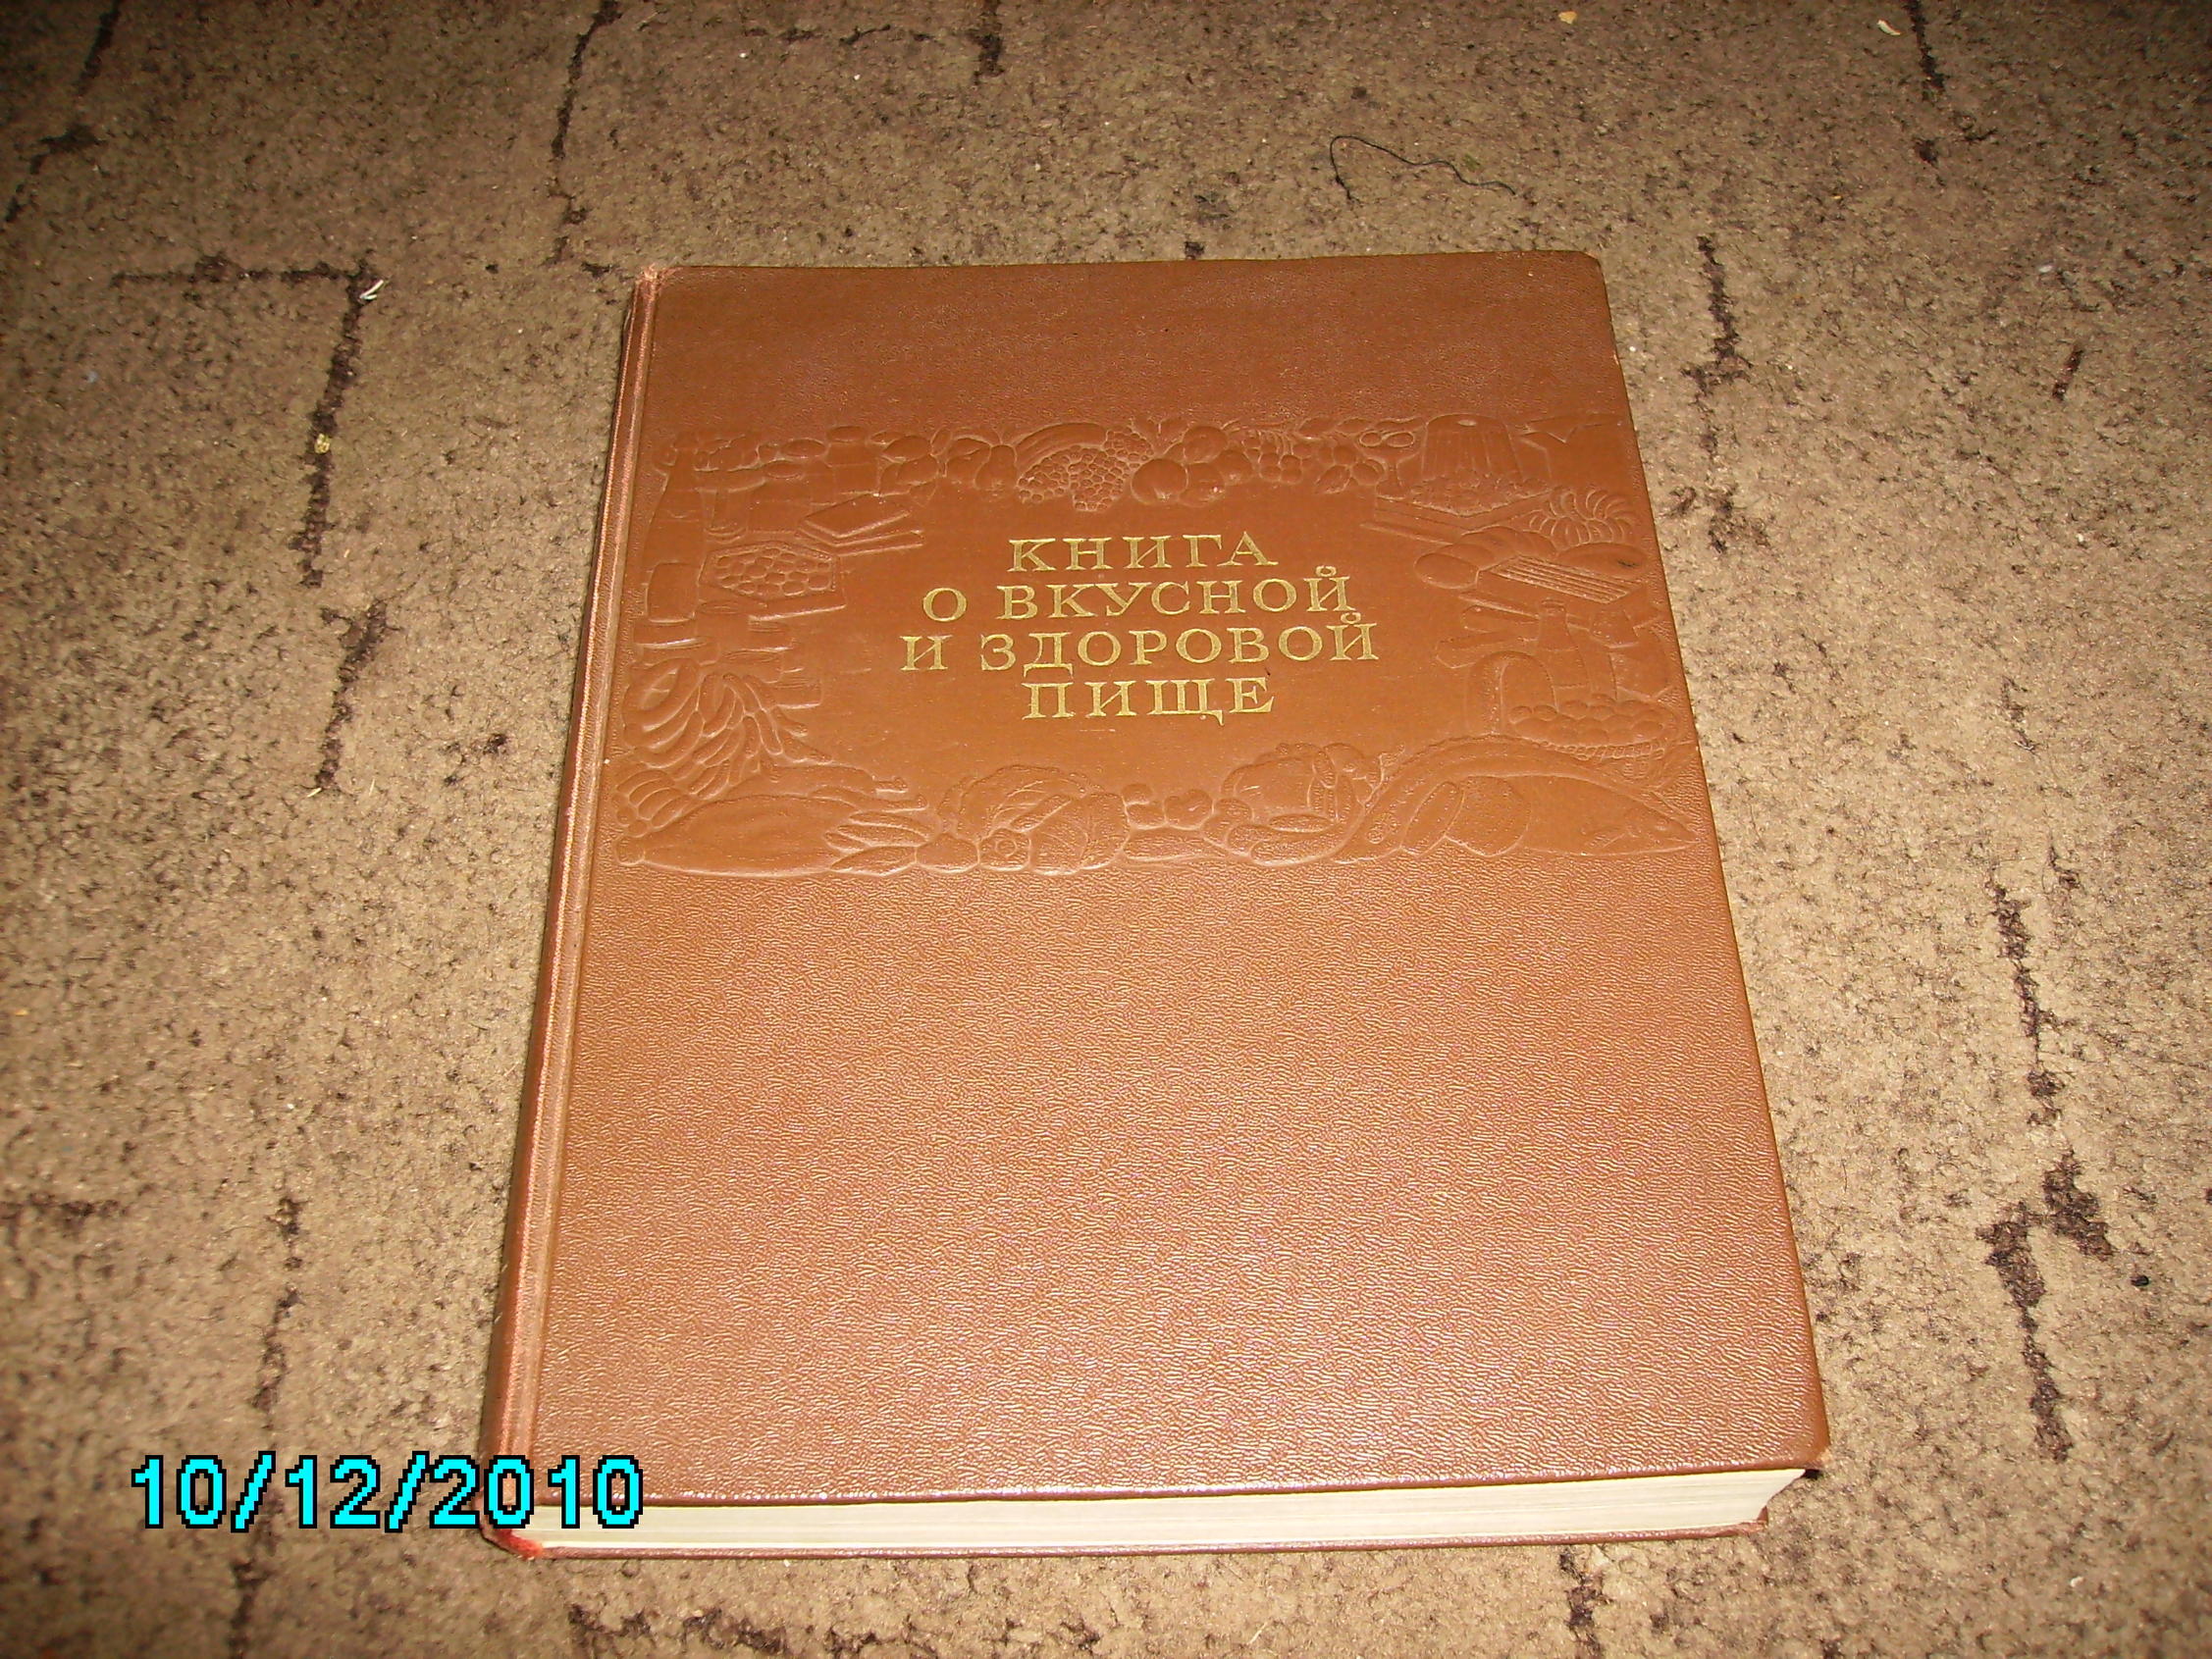 КНИГА
О ВКУСНОЙ
И ЗДОРОВОЙ
ПИЩЕ
10/12/2010